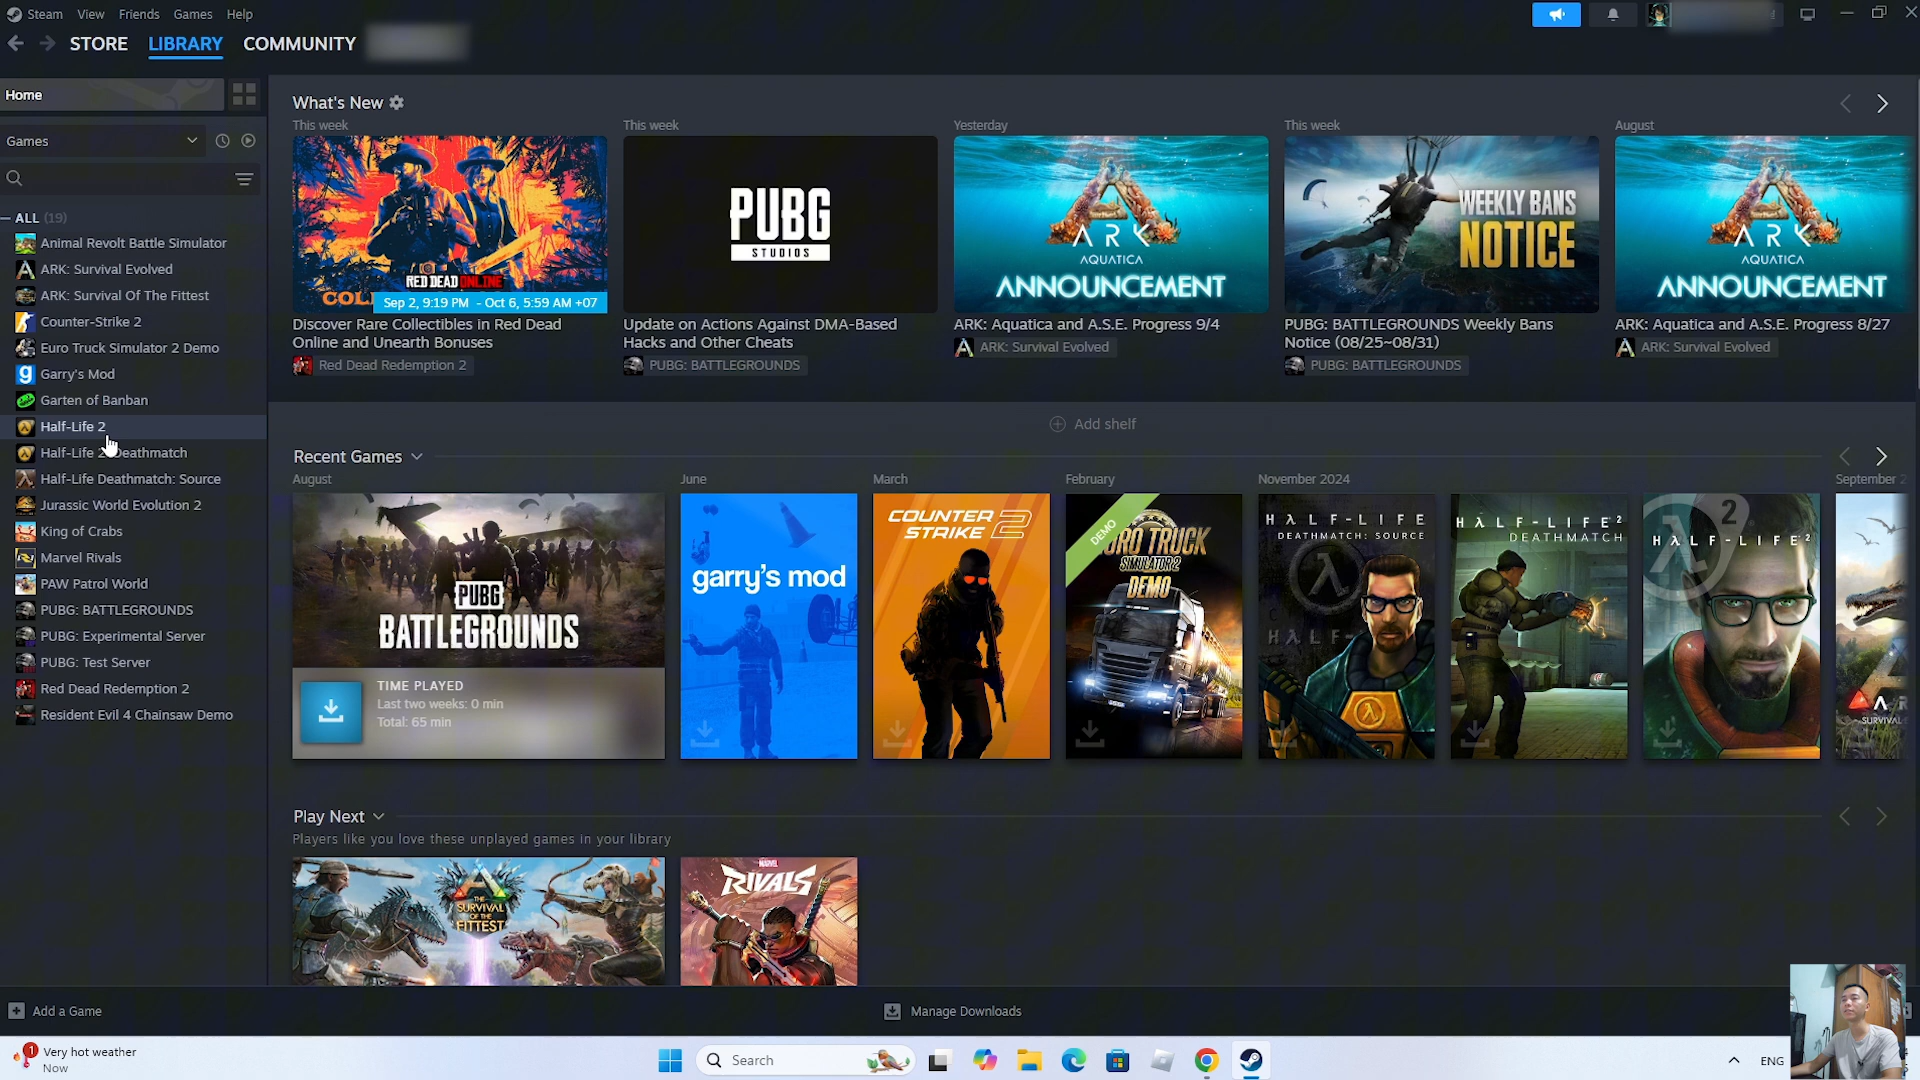 Steam View Friends Games Help
STORE LIBRARY COMMUNITY
Home
Games
ALL (19)
Animal Revolt Battle Simulator
ARK: Survival Evolved
ARK: Survival Of The Fittest
Counter-Strike 2
Euro Truck Simulator 2 Demo
Garry's Mod
Garten of Banban
Half-Life 2
Half-Life 2: Deathmatch
Half-Life Deathmatch: Source
Jurassic World Evolution 2
King of Crabs
Marvel Rivals
PAW Patrol World
PUBG: BATTLEGROUNDS
PUBG: Experimental Server
PUBG: Test Server
Red Dead Redemption 2
Resident Evil 4 Chainsaw Demo
What's New
This week
RED DEAD ONLINE
COL
Sep 2, 9:19 PM - Oct 6, 5:59 AM +07
Discover Rare Collectibles in Red Dead
Online and Unearth Bonuses
Red Dead Redemption 2
This week
PUBG
STUDIOS
Update on Actions Against DMA-Based
Hacks and Other Cheats
PUBG: BATTLEGROUNDS
Yesterday
ARK
AQUATICA
ANNOUNCEMENT
ARK: Aquatica and A.S.E. Progress 9/4
ARK: Survival Evolved
This week
WEEKLY BANS
NOTICE
PUBG: BATTLEGROUNDS Weekly Bans
Notice (08/25~08/31)
PUBG: BATTLEGROUNDS
August
ARK
AQUATICA
ANNOUNCEMENT
ARK: Aquatica and A.S.E. Progress 8/27
ARK: Survival Evolved
Add shelf
Recent Games
August
PUBG
BATTLEGROUNDS
TIME PLAYED
Last two weeks: 0 min
Total: 65 min
June
garry's mod
March
COUNTER
STRIKE 2
February
DEMO
EURO TRUCK
SIMULATOR 2
DEMO
November 2024
HλLF-LIFE
DEATHMATCH: SOURCE
HλLF-LIFE²
DEATHMATCH
2
HλLF-LIFE²
September 2
ARK
SURVIVAL
Play Next
Players like you love these unplayed games in your library
THE
SURVIVAL
OF THE
FITTEST
MARVEL
RIVALS
Add a Game
Manage Downloads
1
Very hot weather
Now
Search
ENG